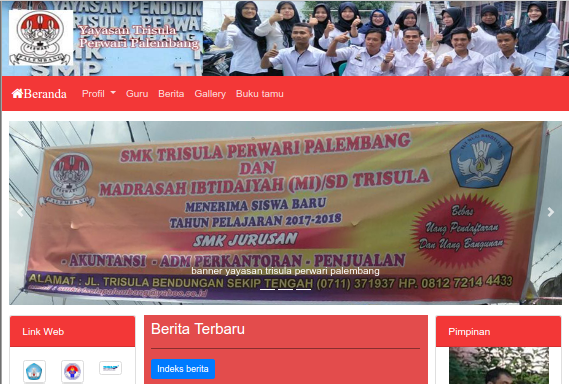 YAYASAN PENDIDIK
Yayasan Trisula
Perwari Palembang
SMP
Beranda
Profil
Guru
Berita
Gallery
Buku tamu
SMK TRISULA PERWARI PALEMBANG
DAN
MADRASAH IBTIDAIYAH (MI)/SD TRISULA
MENERIMA SISWA BARU
TAHUN PELAJARAN 2017-2018
SMK JURUSAN
- AKUNTANSI - ADM PERKANTORAN - PENJUALAN
Bebas
Uang Pendaftaran
Dan Uang Bangunan
banner yayasan trisula perwari palembang
ALAMAT : JL. TRISULA BENDUNGAN SEKIP TENGAH (0711) 371937 HP. 0812 7214 4433
Link Web
Berita Terbaru
Indeks berita
Pimpinan